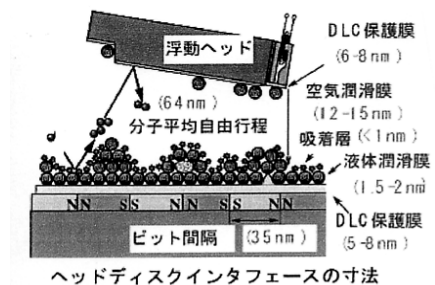 浮動ヘッド
DLC保護膜
(6-8nm)
(64nm)
分子平均自由行程
空気潤滑膜
(12-15nm)
吸着層(<1nm)
液体潤滑膜
(1.5-2nm)
NN SS NN SS NN
ビット間隔
(35nm)
DLC保護膜
(5-8nm)
ヘッドディスクインタフェースの寸法